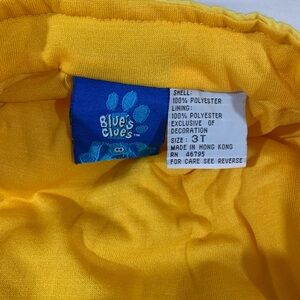 Blue's
Clues™
SHELL:
100% POLYESTER
LINING:
100% POLYESTER
EXCLUSIVE OF
DECORATION
SIZE: 3T
MADE IN HONG KONG
RN 46795
FOR CARE SEE REVERSE